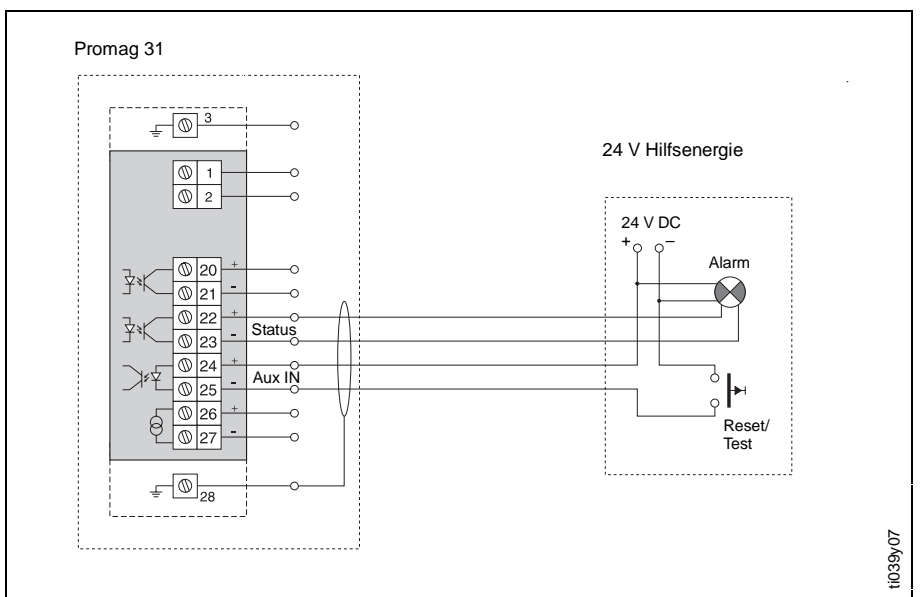 Promag 31
3
1
2
20 +
21 -
22 +
Status
23 -
24 +
Aux IN
25 -
26 +
27 -
28
24 V Hilfsenergie
24 V DC
+ –
Alarm
Reset/
Test
ti039y07